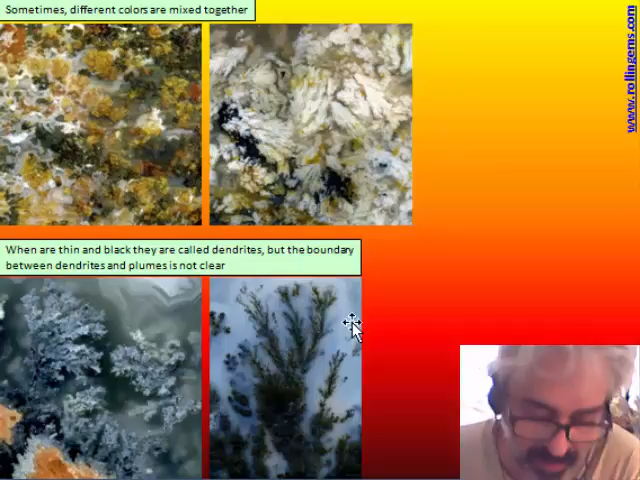 Sometimes, different colors are mixed together
www.rollingems.com
When are thin and black they are called dendrites, but the boundary
between dendrites and plumes is not clear